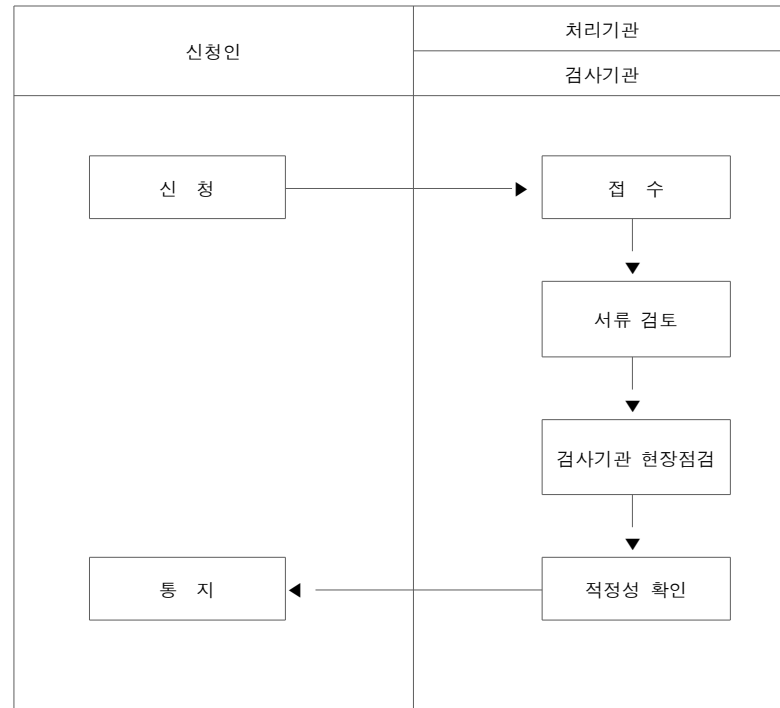 신청인
처리기관
검사기관
신 청
접 수
서류 검토
검사기관 현장점검
통 지
적정성 확인